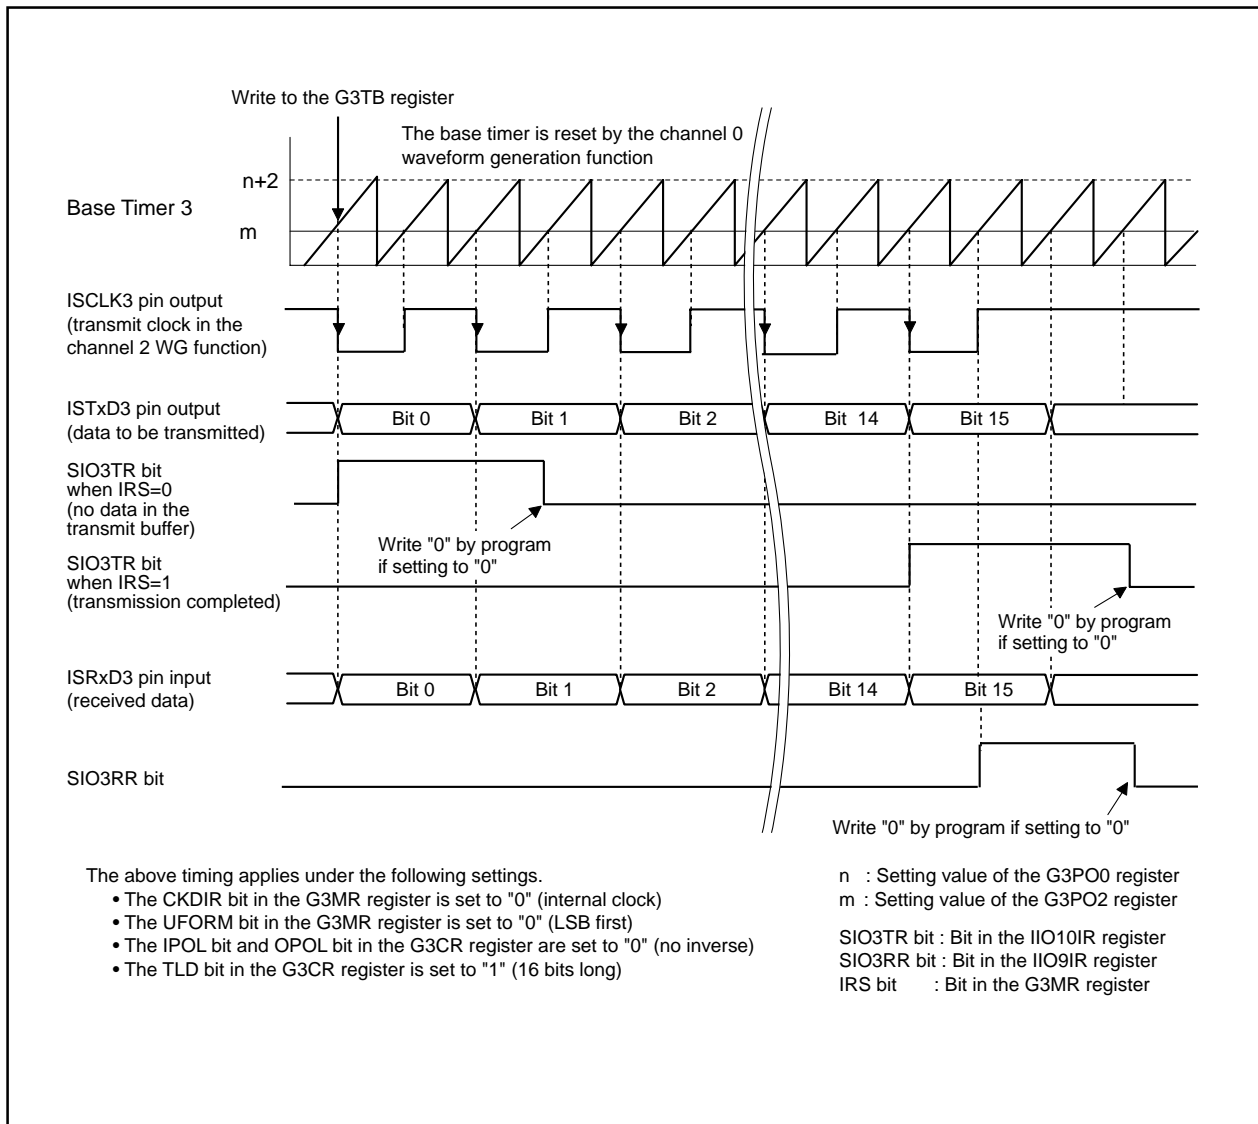 Write to the G3TB register
The base timer is reset by the channel 0
waveform generation function
n+2
Base Timer 3
m
ISCLK3 pin output
(transmit clock in the
channel 2 WG function)
ISTxD3 pin output
(data to be transmitted)
Bit 0
Bit 1
Bit 2
Bit 14
Bit 15
SIO3TR bit
when IRS=0
(no data in the
transmit buffer)
Write "0" by program
if setting to "0"
SIO3TR bit
when IRS=1
(transmission completed)
Write "0" by program
if setting to "0"
ISRxD3 pin input
(received data)
Bit 0
Bit 1
Bit 2
Bit 14
Bit 15
SIO3RR bit
Write "0" by program if setting to "0"
The above timing applies under the following settings.
• The CKDIR bit in the G3MR register is set to "0" (internal clock)
• The UFORM bit in the G3MR register is set to "0" (LSB first)
• The IPOL bit and OPOL bit in the G3CR register are set to "0" (no inverse)
• The TLD bit in the G3CR register is set to "1" (16 bits long)
n : Setting value of the G3PO0 register
m : Setting value of the G3PO2 register
SIO3TR bit : Bit in the IIO10IR register
SIO3RR bit : Bit in the IIO9IR register
IRS bit : Bit in the G3MR register